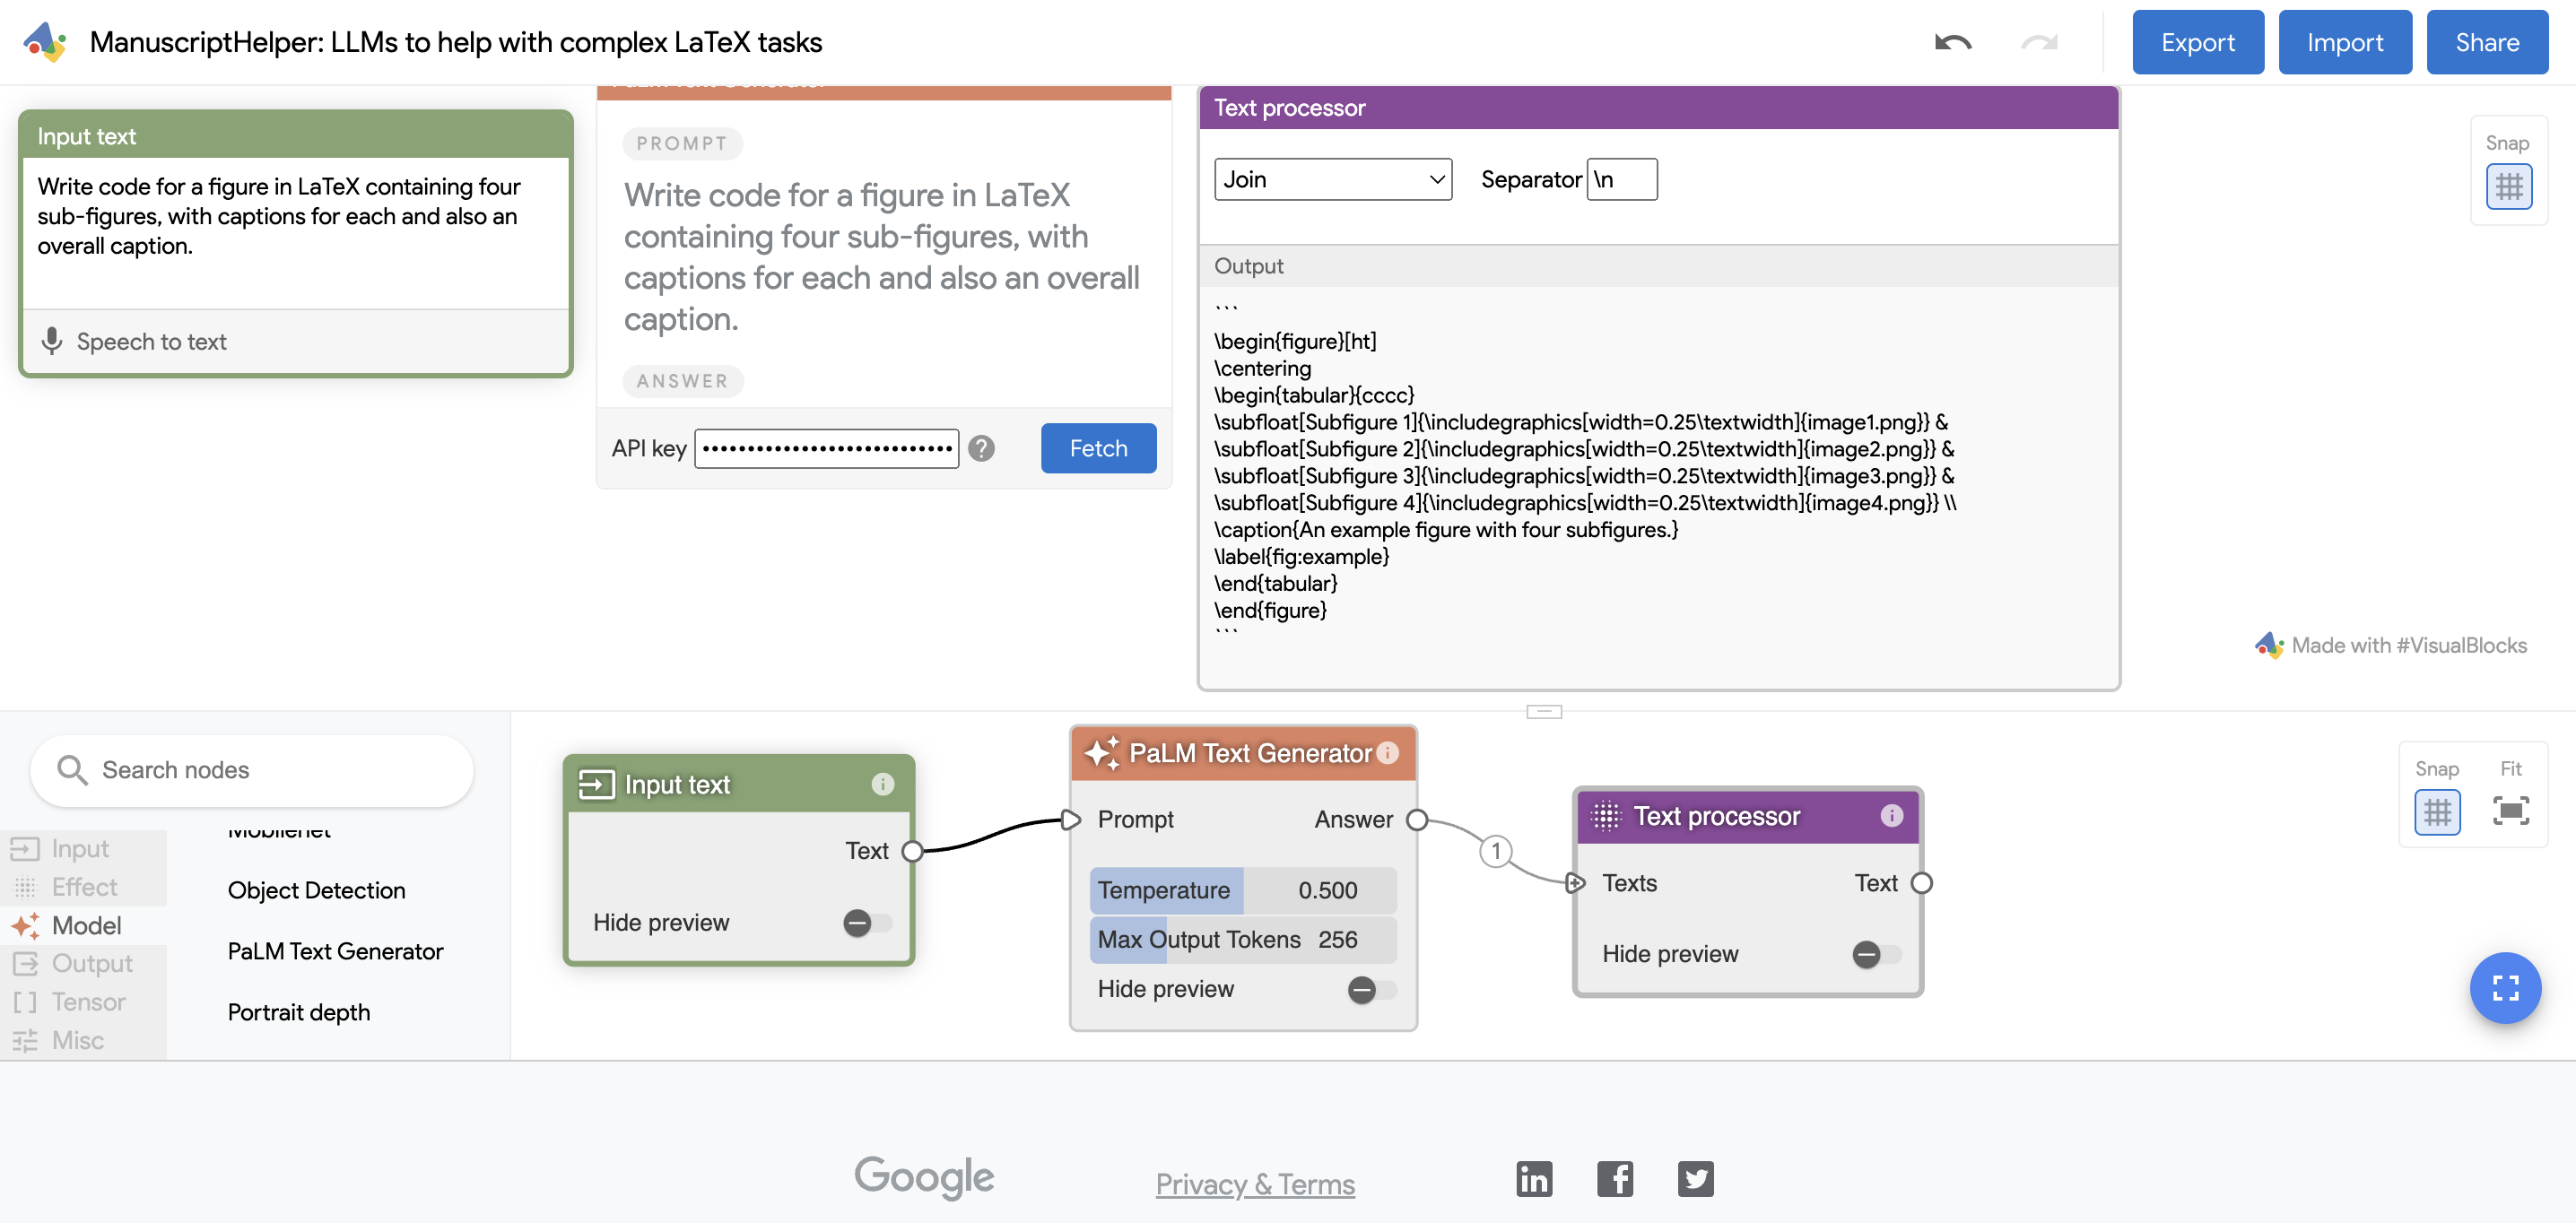 ManuscriptHelper: LLMs to help with complex LaTeX tasks
Export
Import
Share
Input text
Write code for a figure in LaTeX containing four
sub-figures, with captions for each and also an
overall caption.
Speech to text
PaLM Text Generator
PROMPT
Write code for a figure in LaTeX
containing four sub-figures, with
captions for each and also an overall
caption.
ANSWER
API key
?
Fetch
Text processor
Join
Separator \n
Output
```
\begin{figure}[ht]
\centering
\begin{tabular}{cccc}
\subfloat[Subfigure 1]{\includegraphics[width=0.25\textwidth]{image1.png}} &
\subfloat[Subfigure 2]{\includegraphics[width=0.25\textwidth]{image2.png}} &
\subfloat[Subfigure 3]{\includegraphics[width=0.25\textwidth]{image3.png}} &
\subfloat[Subfigure 4]{\includegraphics[width=0.25\textwidth]{image4.png}} \\
\caption{An example figure with four subfigures.}
\label{fig:example}
\end{tabular}
\end{figure}
```
Snap
Made with #VisualBlocks
Search nodes
Input
Effect
Model
Output
Tensor
Misc
Mobilenet
Object Detection
PaLM Text Generator
Portrait depth
Input text
Text
Hide preview
PaLM Text Generator
Prompt
Answer
Temperature 0.500
Max Output Tokens 256
Hide preview
1
Text processor
Texts
Text
Hide preview
Snap
Fit
Google
Privacy & Terms